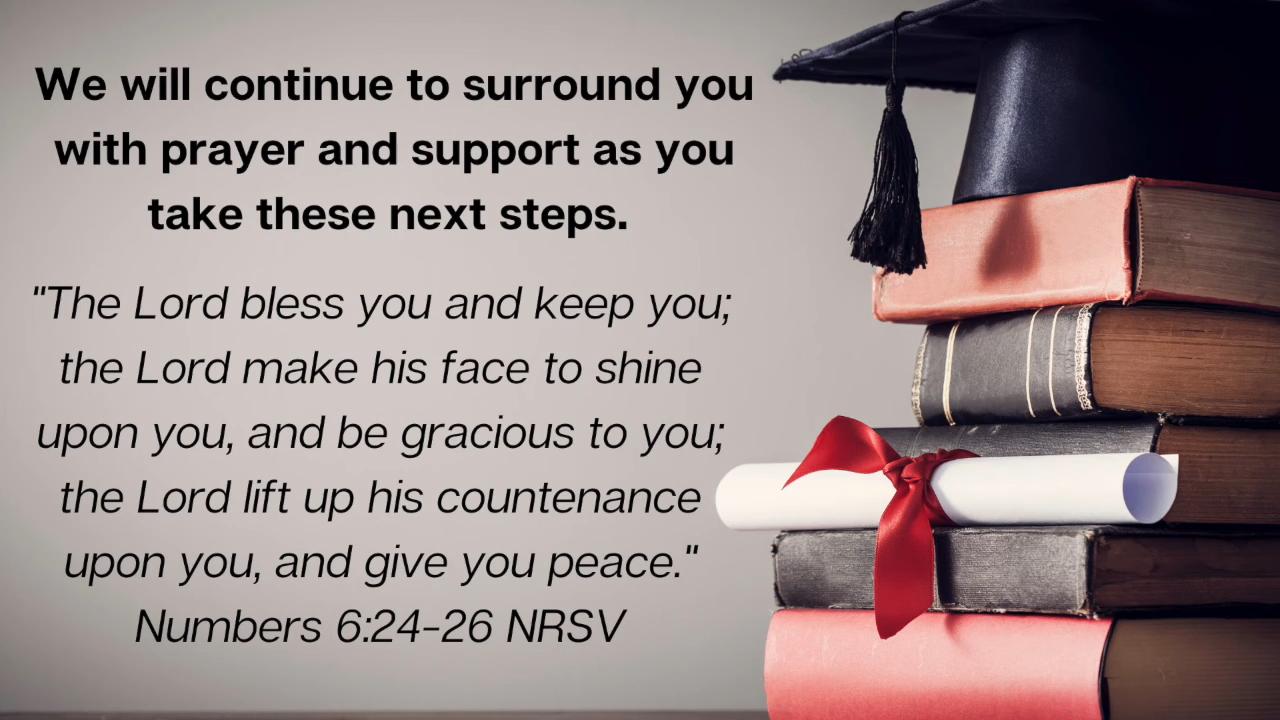 We will continue to surround you
with prayer and support as you
take these next steps.
"The Lord bless you and keep you;
the Lord make his face to shine
upon you, and be gracious to you;
the Lord lift up his countenance
upon you, and give you peace."
Numbers 6:24-26 NRSV